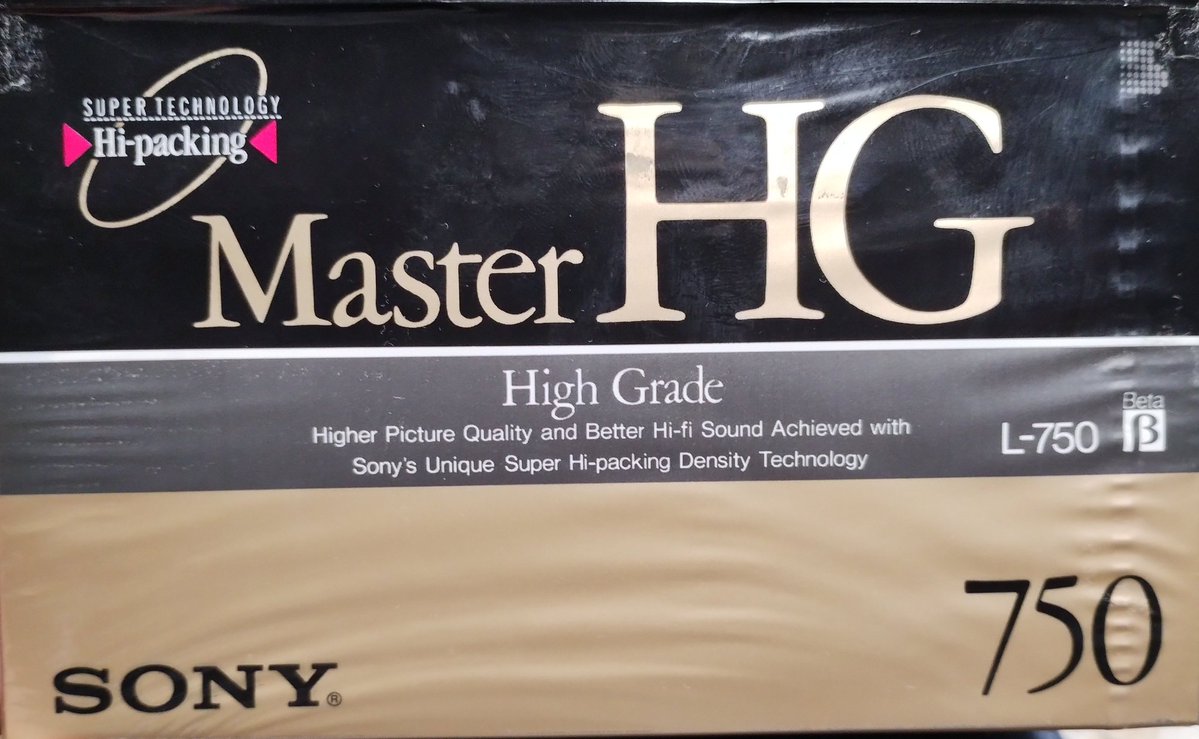 SUPER TECHNOLOGY
Hi-packing
Master HG
High Grade
Higher Picture Quality and Better Hi-fi Sound Achieved with
Sony's Unique Super Hi-packing Density Technology
L-750
Beta
β
750
SONY®